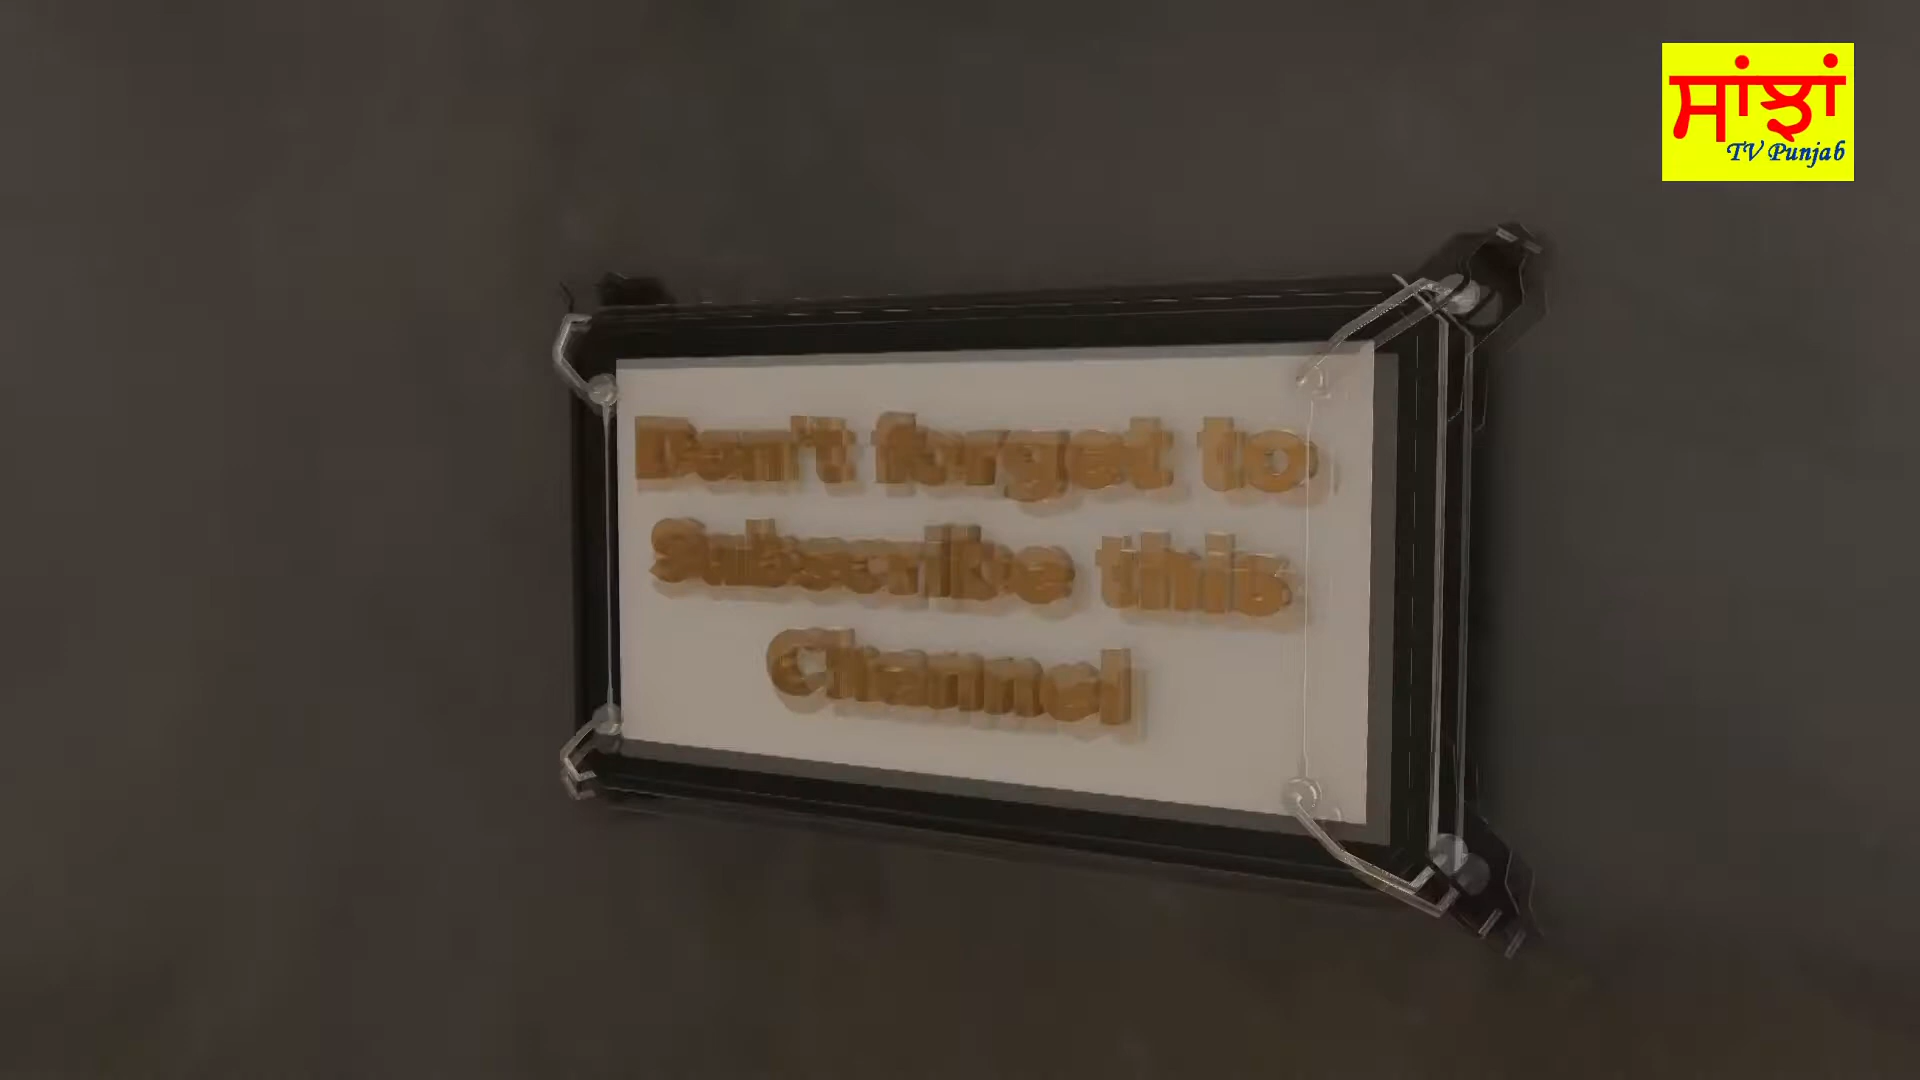 ਸਾਂਝਾਂ
TV Punjab
Don't forget to
Subscribe this
Channel